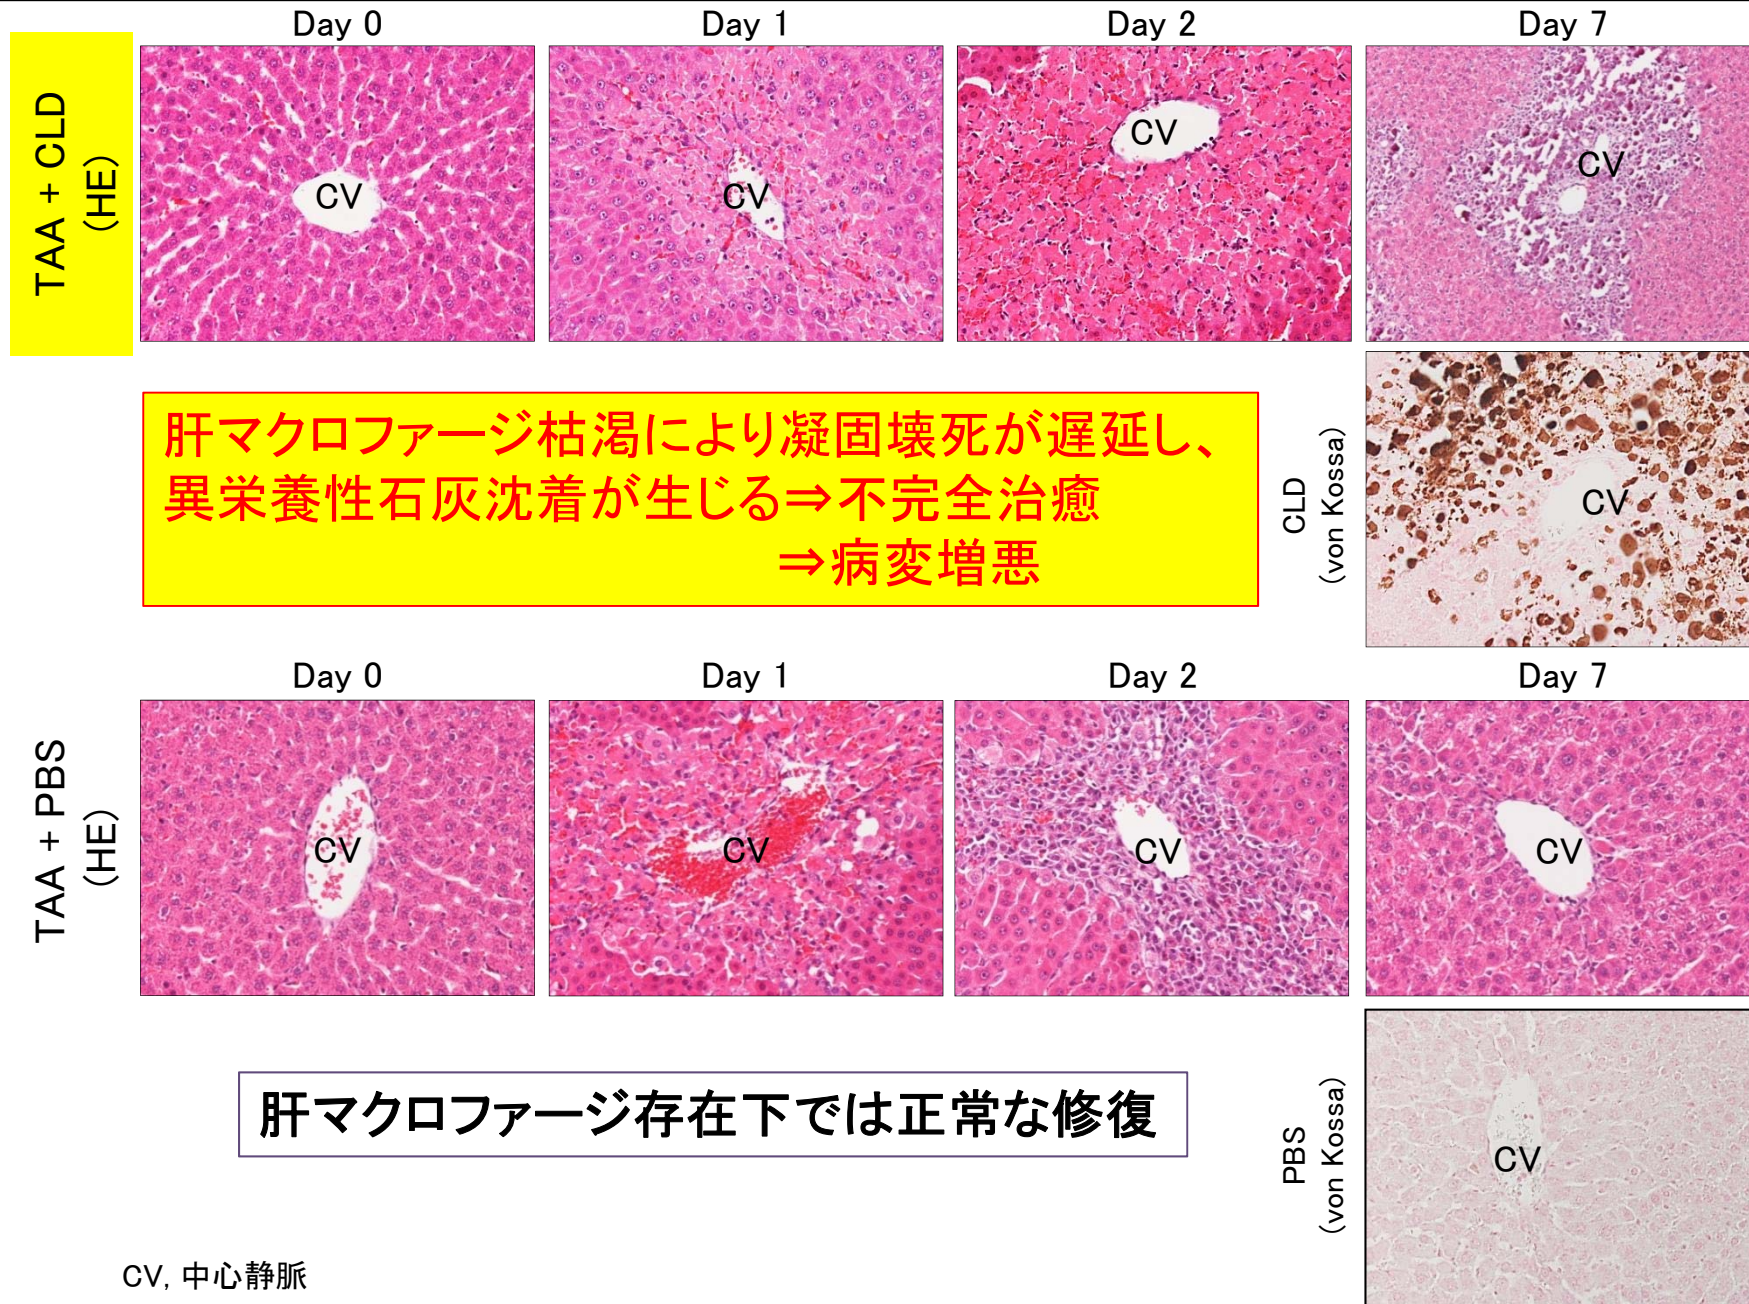 Day 0
Day 1
Day 2
Day 7
TAA + CLD
(HE)
CV
CV
CV
CV
肝マクロファージ枯渇により凝固壊死が遅延し、
異栄養性石灰沈着が生じる⇒不完全治癒
⇒病変増悪
CLD
(von Kossa)
CV
Day 0
Day 1
Day 2
Day 7
TAA + PBS
(HE)
CV
CV
CV
CV
肝マクロファージ存在下では正常な修復
PBS
(von Kossa)
CV
CV, 中心静脈